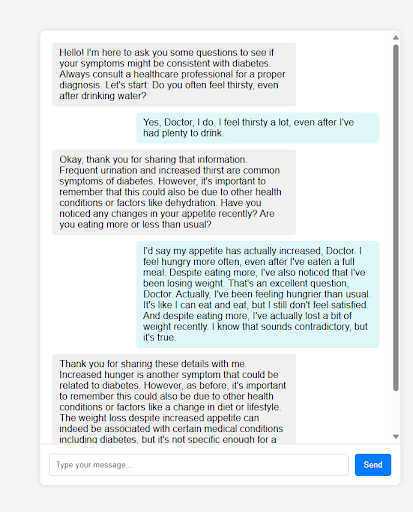 Hello! I'm here to ask you some questions to see if
your symptoms might be consistent with diabetes.
Always consult a healthcare professional for a proper
diagnosis. Let's start: Do you often feel thirsty, even
after drinking water?
Yes, Doctor, I do. I feel thirsty a lot, even after I've
had plenty to drink.
Okay, thank you for sharing that information.
Frequent urination and increased thirst are common
symptoms of diabetes. However, it's important to
remember that this could also be due to other health
conditions or factors like dehydration. Have you
noticed any changes in your appetite recently? Are
you eating more or less than usual?
I'd say my appetite has actually increased, Doctor. I
feel hungry more often, even after I've eaten a full
meal. Despite eating more, I've also noticed that I've
been losing weight. That's an excellent question,
Doctor. Actually, I've been feeling hungrier than usual.
It's like I can eat and eat, but I still don't feel satisfied.
And despite eating more, I've actually lost a bit of
weight recently. I know that sounds contradictory, but
it's true.
Thank you for sharing these details with me.
Increased hunger is another symptom that could be
related to diabetes. However, as before, it's important
to remember this could also be due to other health
conditions or factors like a change in diet or lifestyle.
The weight loss despite increased appetite can
indeed be associated with certain medical conditions
including diabetes, but it's not specific enough for a
Type your message...
Send